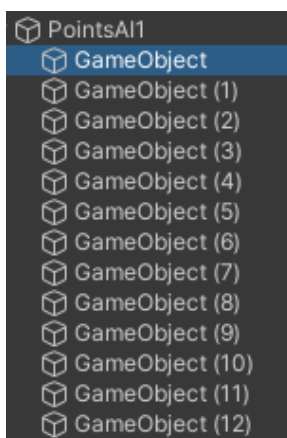 PointsAI1
GameObject
GameObject (1)
GameObject (2)
GameObject (3)
GameObject (4)
GameObject (5)
GameObject (6)
GameObject (7)
GameObject (8)
GameObject (9)
GameObject (10)
GameObject (11)
GameObject (12)